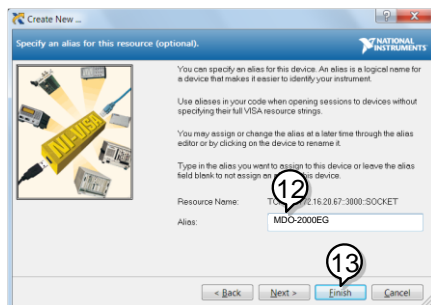 Create New ...
Specify an alias for this resource (optional).
NATIONAL INSTRUMENTS
You can specify an alias for this device. An alias is a logical name for
a device that makes it easier to identify your instrument.
Use aliases in your code when opening sessions to devices without
specifying their full VISA resource strings.
You may assign or change the alias at a later time through the alias
editor or by clicking on the device to rename it.
Type in the alias you want to assign to this device or leave the alias
field blank to not assign an this device.
12
Resource Name: 16.20.67::3000::SOCKET
Alias: MDO-2000EG
NI-VISA
13
< Back Next > Finish Cancel